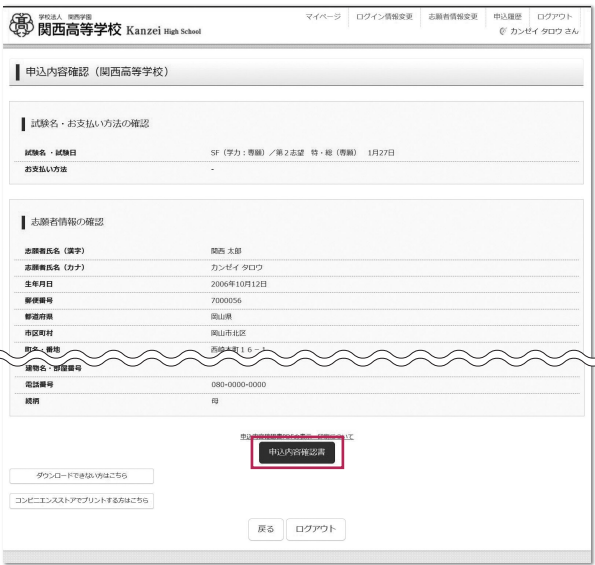 学校法人 関西学園
関西高等学校 Kanzei High School
マイページ ログイン情報変更 志願者情報変更 申込履歴 ログアウト
カンゼイ タロウ さん
申込内容確認（関西高等学校）
試験名・お支払い方法の確認
試験名 ・試験日 SF（学力：専願）／第２志望 特・総（専願） 1月27日
お支払い方法 -
志願者情報の確認
志願者氏名（漢字） 関西 太郎
志願者氏名（カナ） カンゼイ タロウ
生年月日 2006年10月12日
郵便番号 7000056
都道府県 岡山県
市区町村 岡山市北区
町名・番地 西崎本町１６－１
建物名・部屋番号
電話番号 080-0000-0000
続柄 母
申込内容確認書
ダウンロードできない方はこちら
コンビニエンスストアでプリントする方はこちら
戻る ログアウト